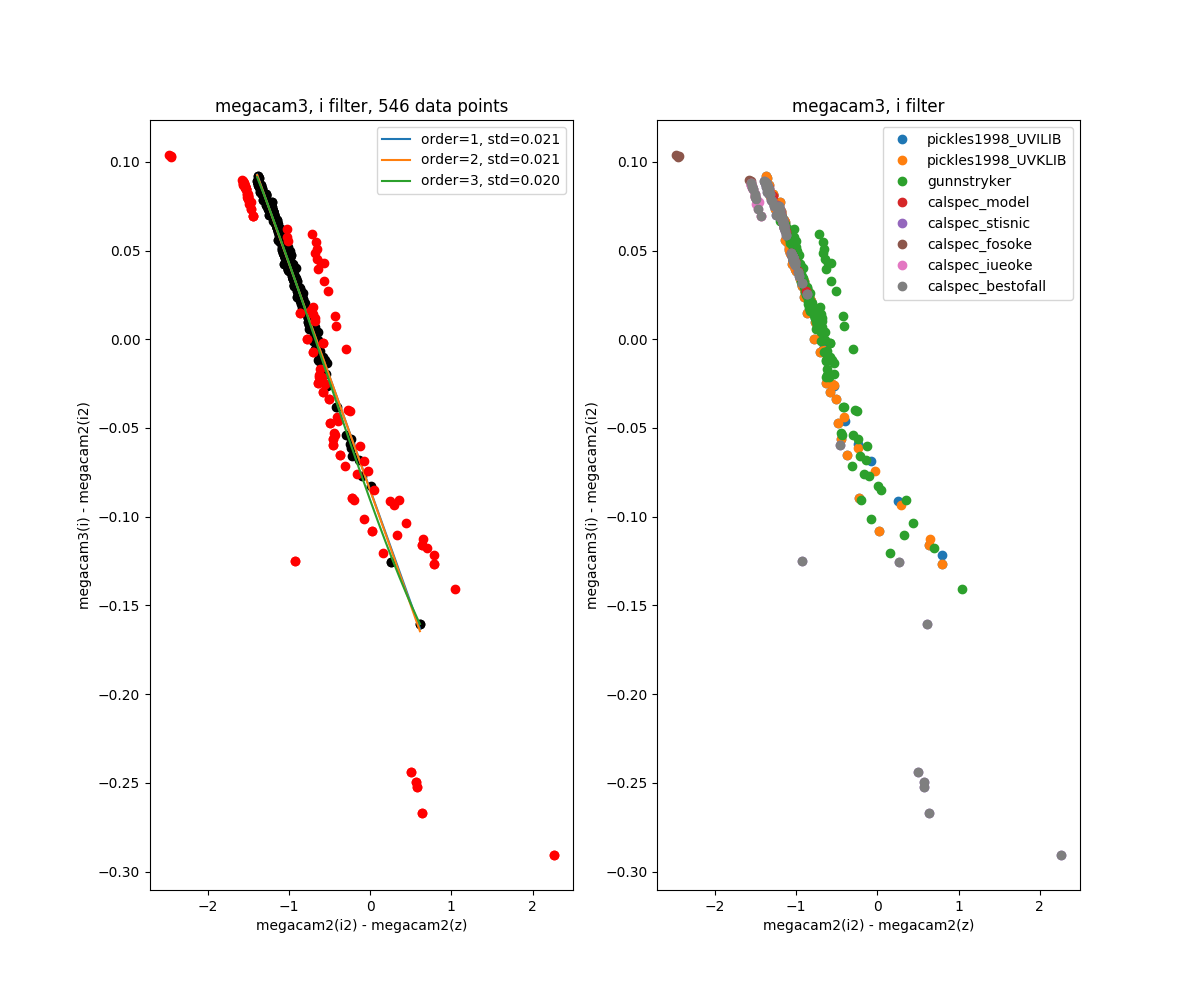 megacam3, i filter, 546 data points
order=1, std=0.021
order=2, std=0.021
order=3, std=0.020
0.10
0.05
0.00
−0.05
−0.10
−0.15
−0.20
−0.25
−0.30
megacam3(i) - megacam2(i2)
−2
−1
0
1
2
megacam2(i2) - megacam2(z)
megacam3, i filter
pickles1998_UVILIB
pickles1998_UVKLIB
gunnstryker
calspec_model
calspec_stisnic
calspec_fosoke
calspec_iueoke
calspec_bestofall
0.10
0.05
0.00
−0.05
−0.10
−0.15
−0.20
−0.25
−0.30
megacam3(i) - megacam2(i2)
−2
−1
0
1
2
megacam2(i2) - megacam2(z)